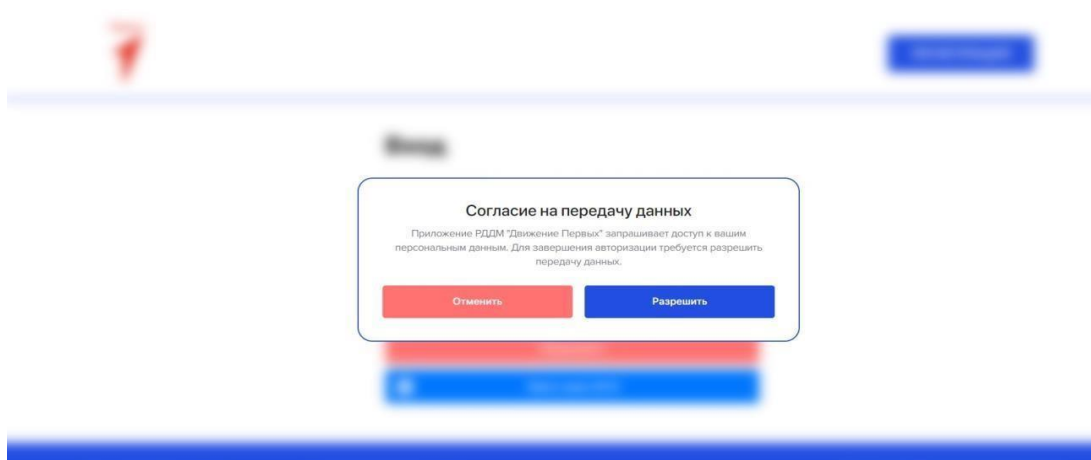 Вход
Согласие на передачу данных
Приложение РДДМ "Движение Первых" запрашивает доступ к вашим
персональным данным. Для завершения авторизации требуется разрешить
передачу данных.
Отменить
Разрешить